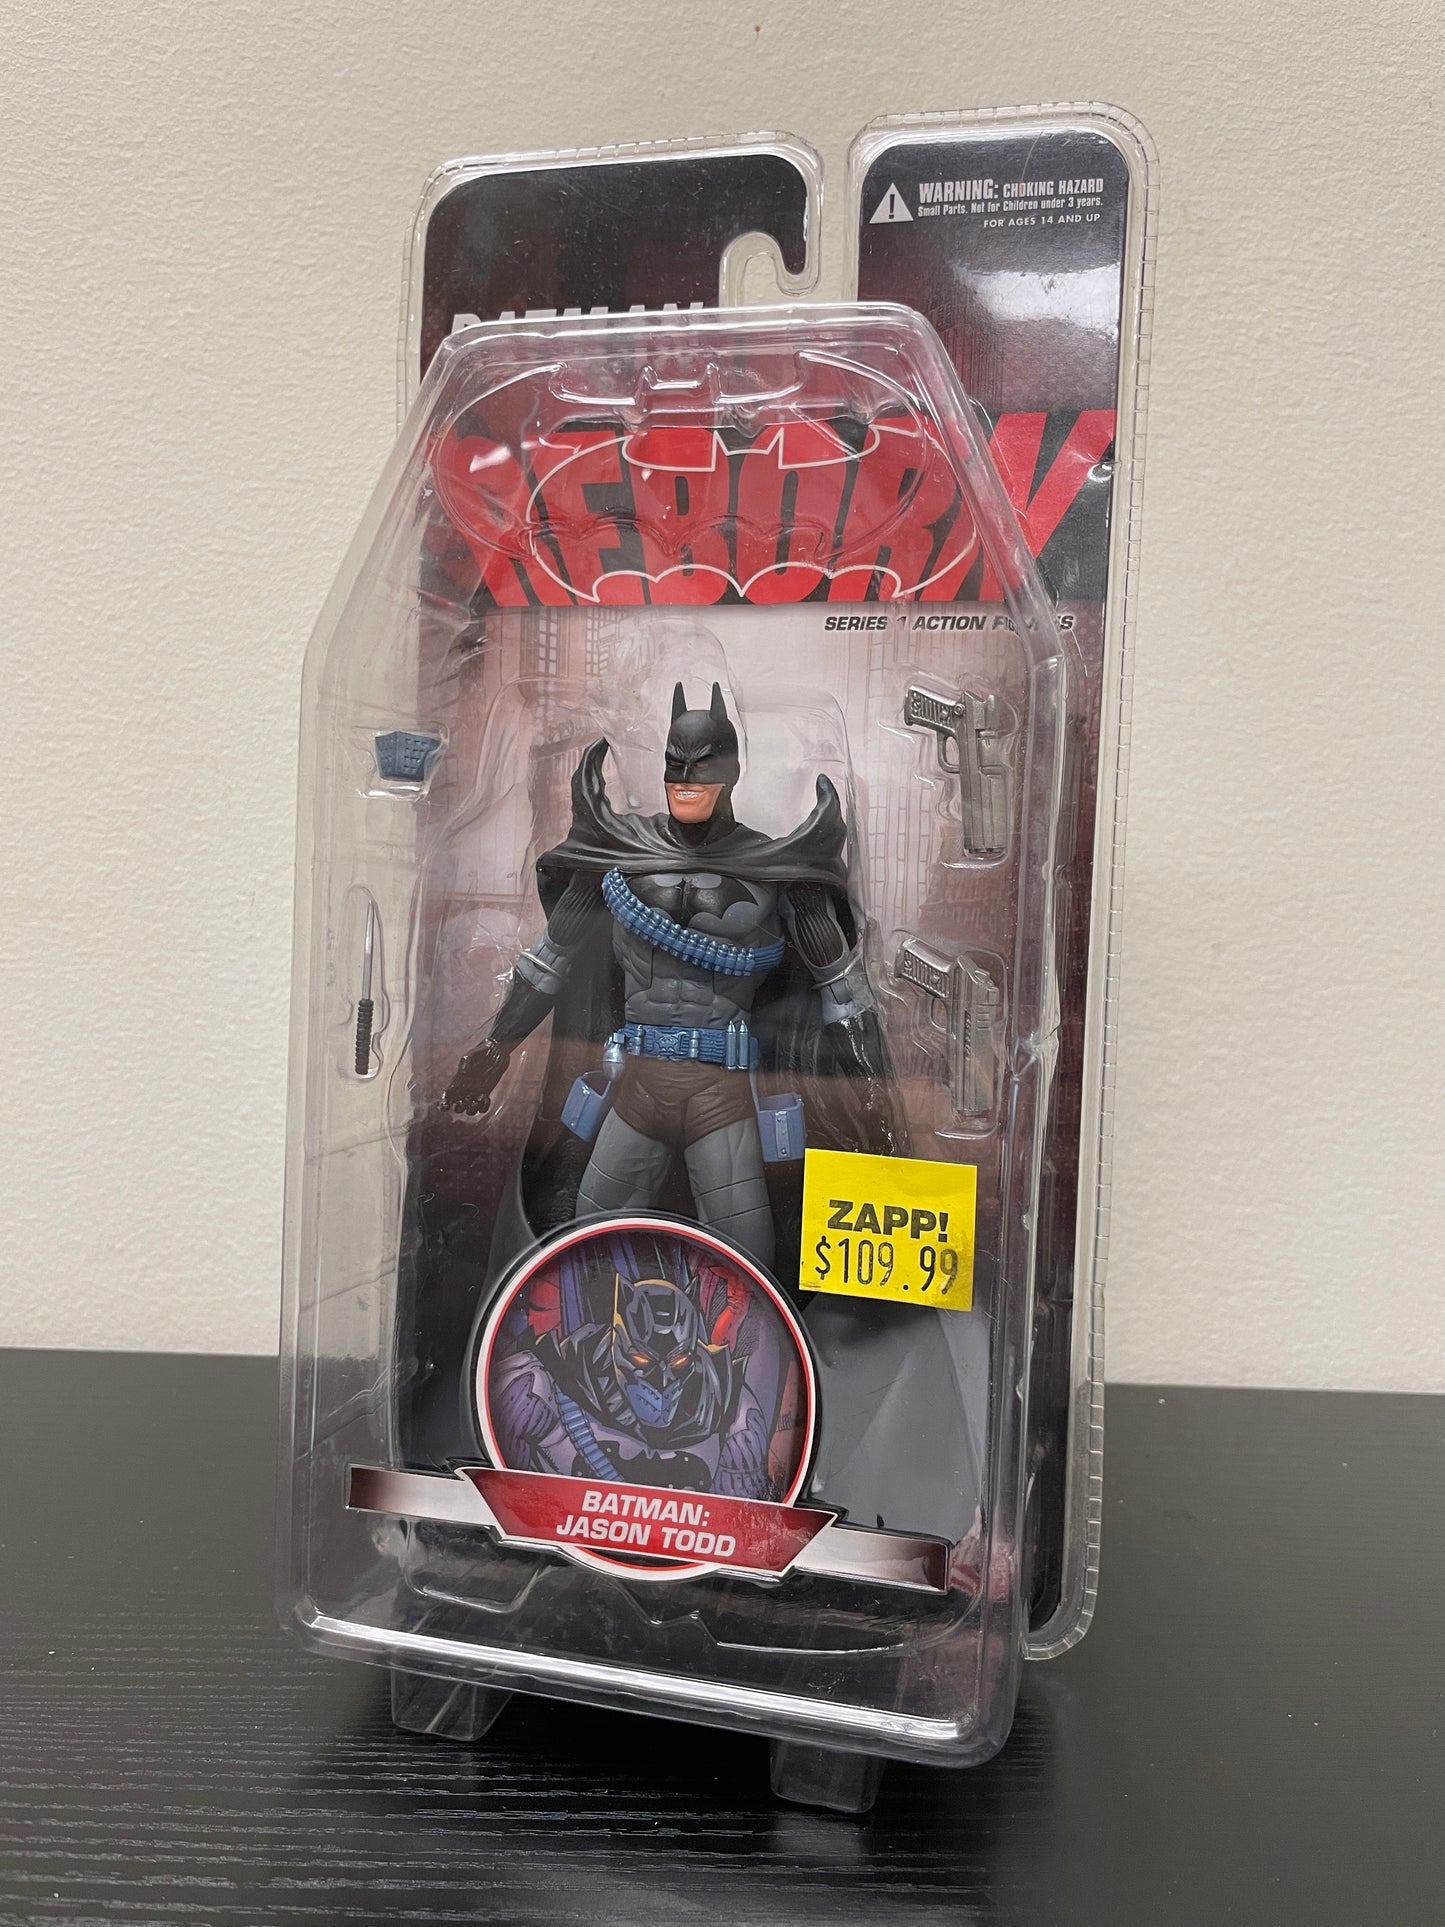 WARNING: CHOKING HAZARD
Small Parts. Not for Children under 3 years.
FOR AGES 14 AND UP
BATMAN
REBORN
SERIES 1 ACTION FIGURES
ZAPP!
$109.99
BATMAN:
JASON TODD